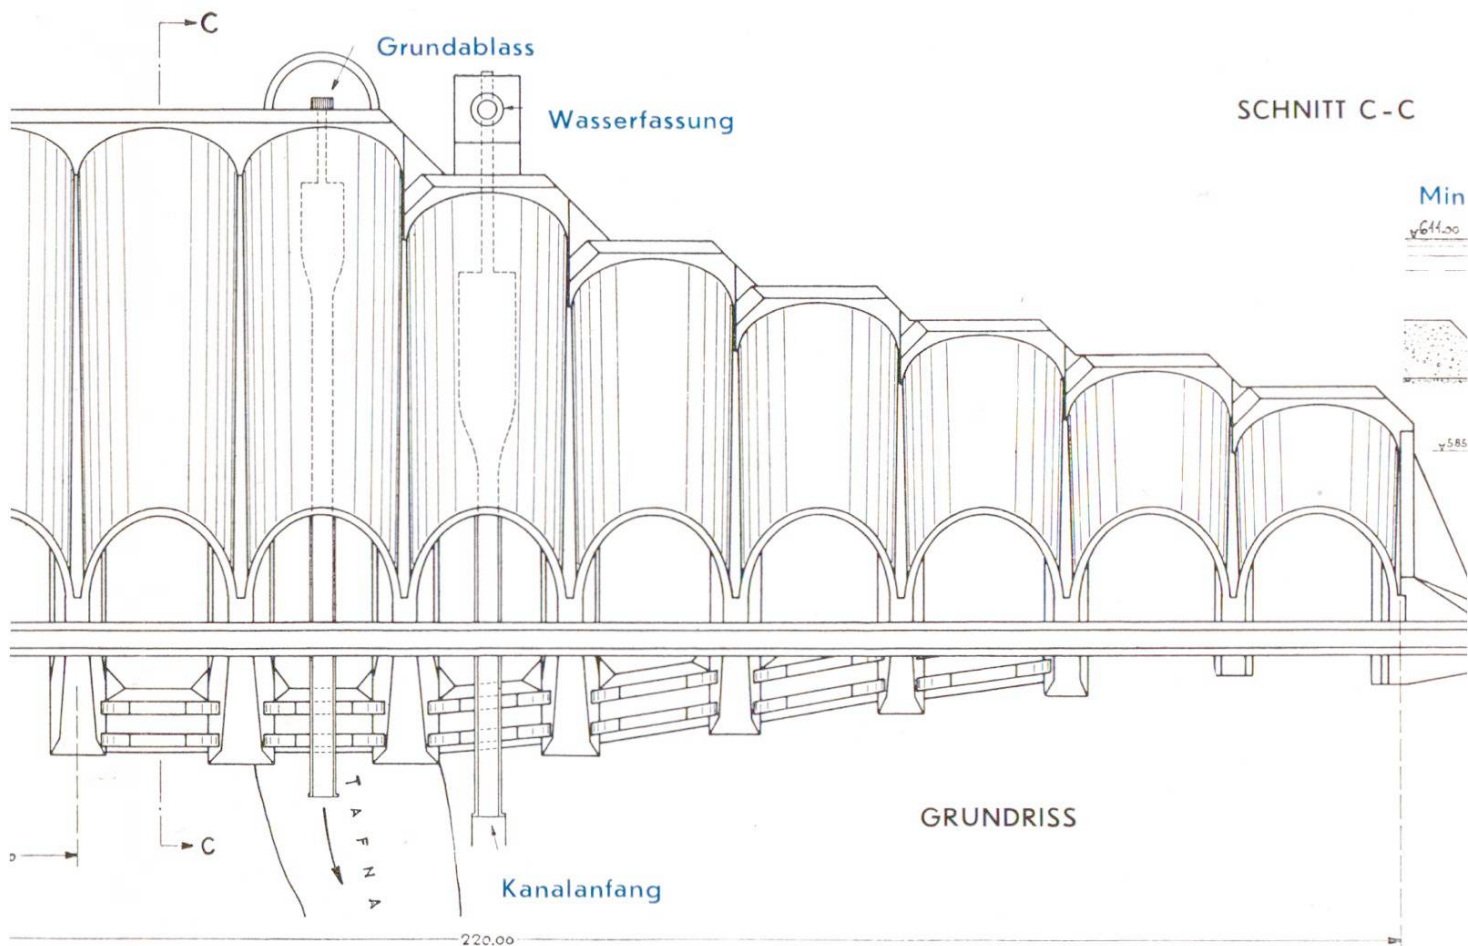 C
Grundablass
Wasserfassung
SCHNITT C-C
Min
611.00
585
TAFNA
GRUNDRISS
C
Kanalanfang
220.00